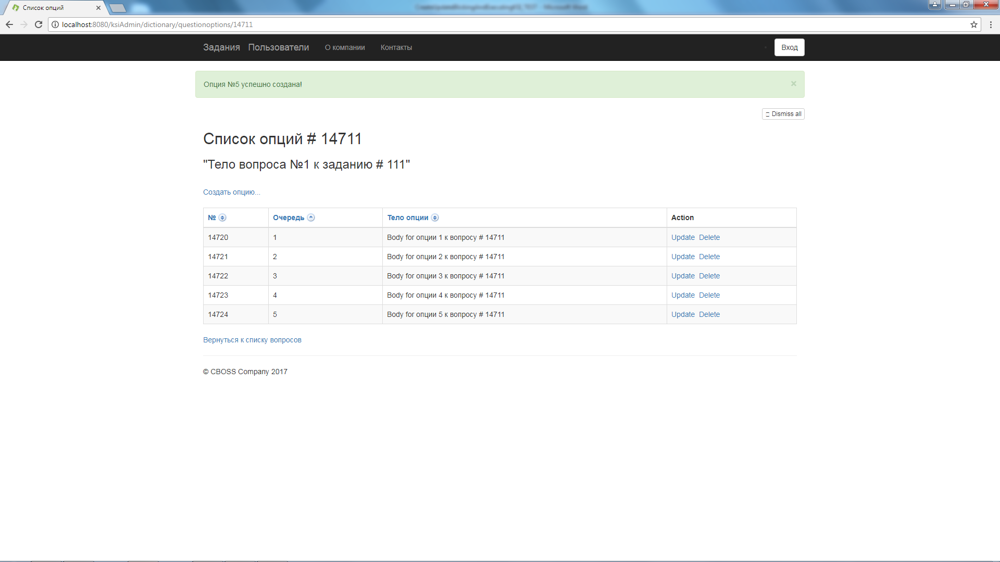 Список опций
localhost:8080/ksiAdmin/dictionary/questionoptions/14711
Задания Пользователи О компании Контакты Вход
Опция №5 успешно создана!
Dismiss all
Список опций # 14711
"Тело вопроса №1 к заданию # 111"
Создать опцию...
№ Очередь Тело опции Action
14720 1 Body for опции 1 к вопросу # 14711 Update Delete
14721 2 Body for опции 2 к вопросу # 14711 Update Delete
14722 3 Body for опции 3 к вопросу # 14711 Update Delete
14723 4 Body for опции 4 к вопросу # 14711 Update Delete
14724 5 Body for опции 5 к вопросу # 14711 Update Delete
Вернуться к списку вопросов
© CBOSS Company 2017